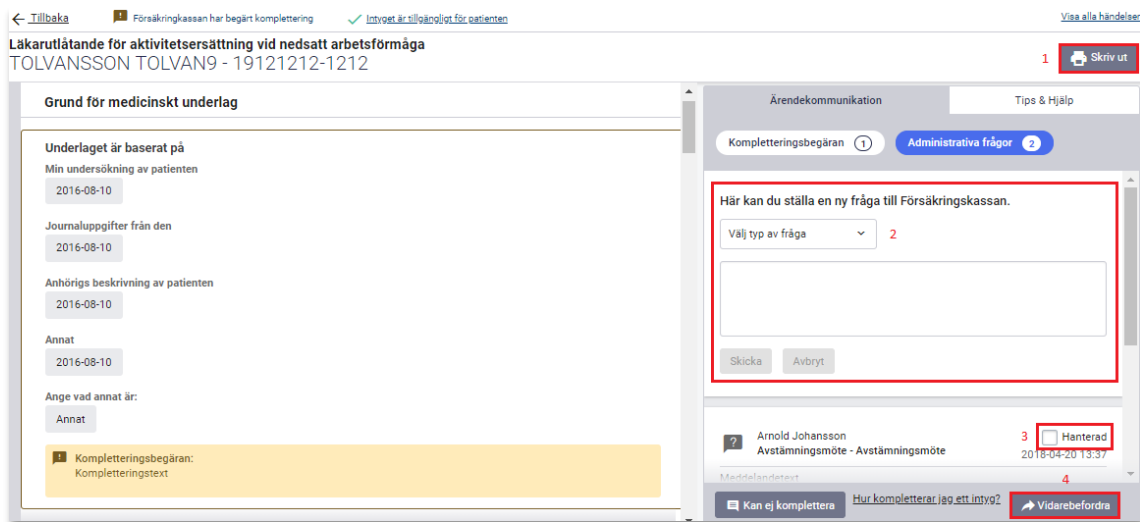 Tillbaka
Försäkringkassan har begärt komplettering
Intyget är tillgängligt för patienten
Visa alla händelser
Läkarutlåtande för aktivitetsersättning vid nedsatt arbetsförmåga
TOLVANSSON TOLVAN9 - 19121212-1212
1
Skriv ut
Grund för medicinskt underlag
Underlaget är baserat på
Min undersökning av patienten
2016-08-10
Journaluppgifter från den
2016-08-10
Anhörigs beskrivning av patienten
2016-08-10
Annat
2016-08-10
Ange vad annat är:
Annat
Kompletteringsbegäran:
Kompletteringstext
Ärendekommunikation
Tips & Hjälp
Kompletteringsbegäran 1
Administrativa frågor 2
Här kan du ställa en ny fråga till Försäkringskassan.
Välj typ av fråga
2
Skicka
Avbryt
Arnold Johansson
Avstämningsmöte - Avstämningsmöte
3
Hanterad
2018-04-20 13:37
Meddelandetext
4
Kan ej komplettera
Hur kompletterar jag ett intyg?
Vidarebefordra